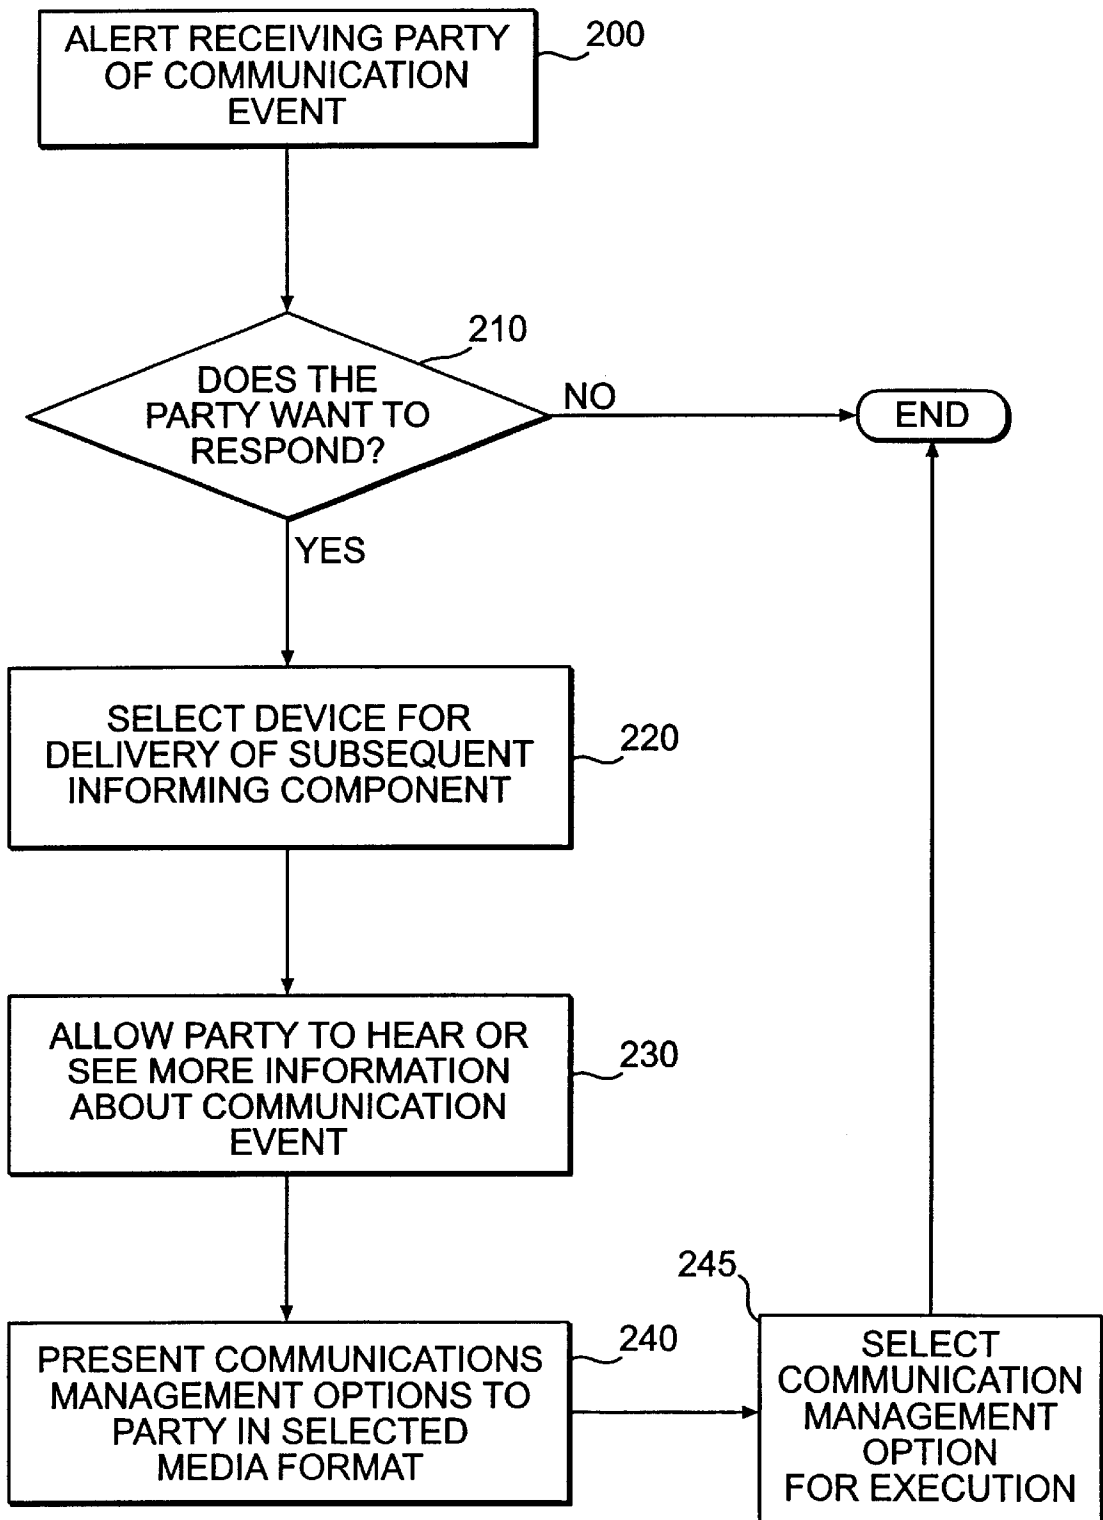 ALERT RECEIVING PARTY
OF COMMUNICATION
EVENT
200
210
DOES THE
PARTY WANT TO
RESPOND?
NO
END
YES
SELECT DEVICE FOR
DELIVERY OF SUBSEQUENT
INFORMING COMPONENT
220
ALLOW PARTY TO HEAR OR
SEE MORE INFORMATION
ABOUT COMMUNICATION
EVENT
230
PRESENT COMMUNICATIONS
MANAGEMENT OPTIONS TO
PARTY IN SELECTED
MEDIA FORMAT
240
245
SELECT
COMMUNICATION
MANAGEMENT
OPTION
FOR EXECUTION